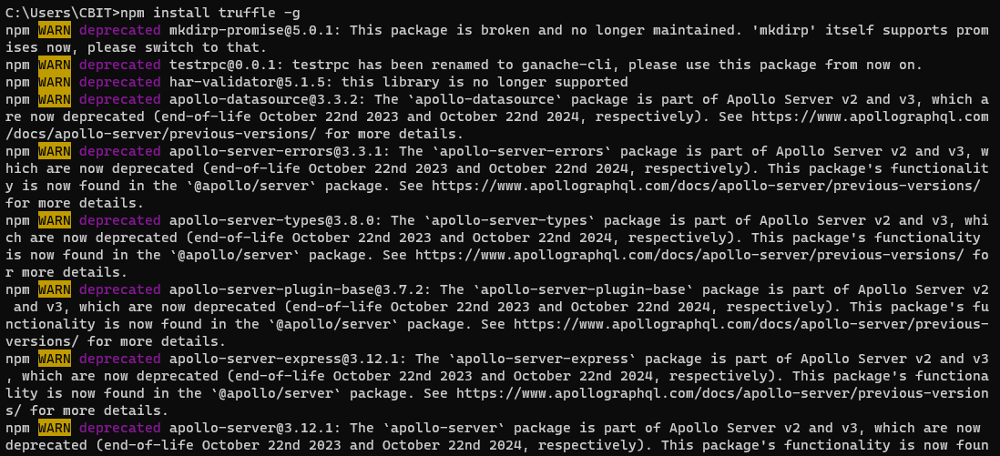 C:\Users\CBIT>npm install truffle -g
npm WARN deprecated mkdirp-promise@5.0.1: This package is broken and no longer maintained. 'mkdirp' itself supports prom
ises now, please switch to that.
npm WARN deprecated testrpc@0.0.1: testrpc has been renamed to ganache-cli, please use this package from now on.
npm WARN deprecated har-validator@5.1.5: this library is no longer supported
npm WARN deprecated apollo-datasource@3.3.2: The `apollo-datasource` package is part of Apollo Server v2 and v3, which a
re now deprecated (end-of-life October 22nd 2023 and October 22nd 2024, respectively). See https://www.apollographql.com
/docs/apollo-server/previous-versions/ for more details.
npm WARN deprecated apollo-server-errors@3.3.1: The `apollo-server-errors` package is part of Apollo Server v2 and v3, w
hich are now deprecated (end-of-life October 22nd 2023 and October 22nd 2024, respectively). This package's functionalit
y is now found in the `@apollo/server` package. See https://www.apollographql.com/docs/apollo-server/previous-versions/
for more details.
npm WARN deprecated apollo-server-types@3.8.0: The `apollo-server-types` package is part of Apollo Server v2 and v3, whi
ch are now deprecated (end-of-life October 22nd 2023 and October 22nd 2024, respectively). This package's functionality
is now found in the `@apollo/server` package. See https://www.apollographql.com/docs/apollo-server/previous-versions/ fo
r more details.
npm WARN deprecated apollo-server-plugin-base@3.7.2: The `apollo-server-plugin-base` package is part of Apollo Server v2
 and v3, which are now deprecated (end-of-life October 22nd 2023 and October 22nd 2024, respectively). This package's fu
nctionality is now found in the `@apollo/server` package. See https://www.apollographql.com/docs/apollo-server/previous-
versions/ for more details.
npm WARN deprecated apollo-server-express@3.12.1: The `apollo-server-express` package is part of Apollo Server v2 and v3
, which are now deprecated (end-of-life October 22nd 2023 and October 22nd 2024, respectively). This package's functiona
lity is now found in the `@apollo/server` package. See https://www.apollographql.com/docs/apollo-server/previous-version
s/ for more details.
npm WARN deprecated apollo-server@3.12.1: The `apollo-server` package is part of Apollo Server v2 and v3, which are now
deprecated (end-of-life October 22nd 2023 and October 22nd 2024, respectively). This package's functionality is now foun